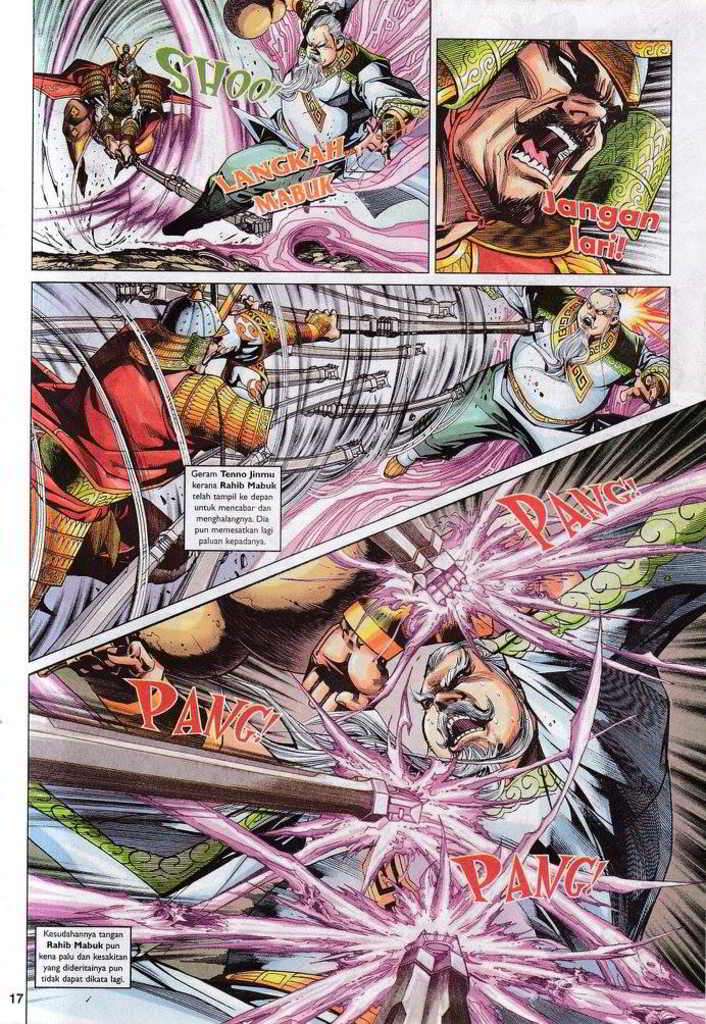 SHOO!
LANGKAH
MABUK
Jangan
lari!
Geram Tenno Jinmu
kerana Rahib Mabuk
telah tampil ke depan
untuk mencabar dan
menghalangnya. Dia
pun memesatkan lagi
paluan kepadanya.
PANG!
PANG!
PANG!
Kesudahannya tangan
Rahib Mabuk pun
kena palu dan kesakitan
yang dideritainya pun
tidak dapat dikata lagi.
17